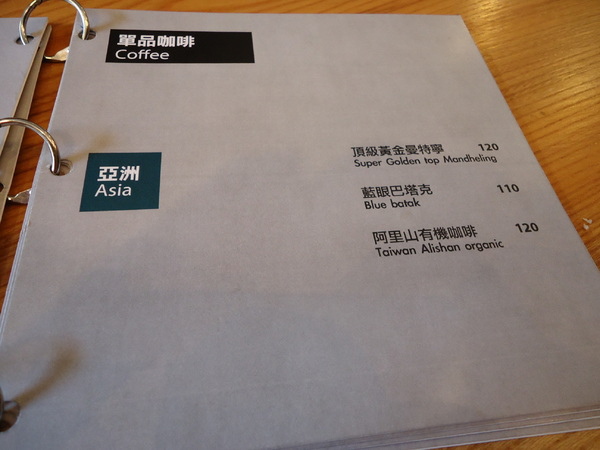 單品咖啡
Coffee
亞洲
Asia
頂級黃金曼特寧 120
Super Golden top Mandheling
藍眼巴塔克 110
Blue batak
阿里山有機咖啡 120
Taiwan Alishan organic